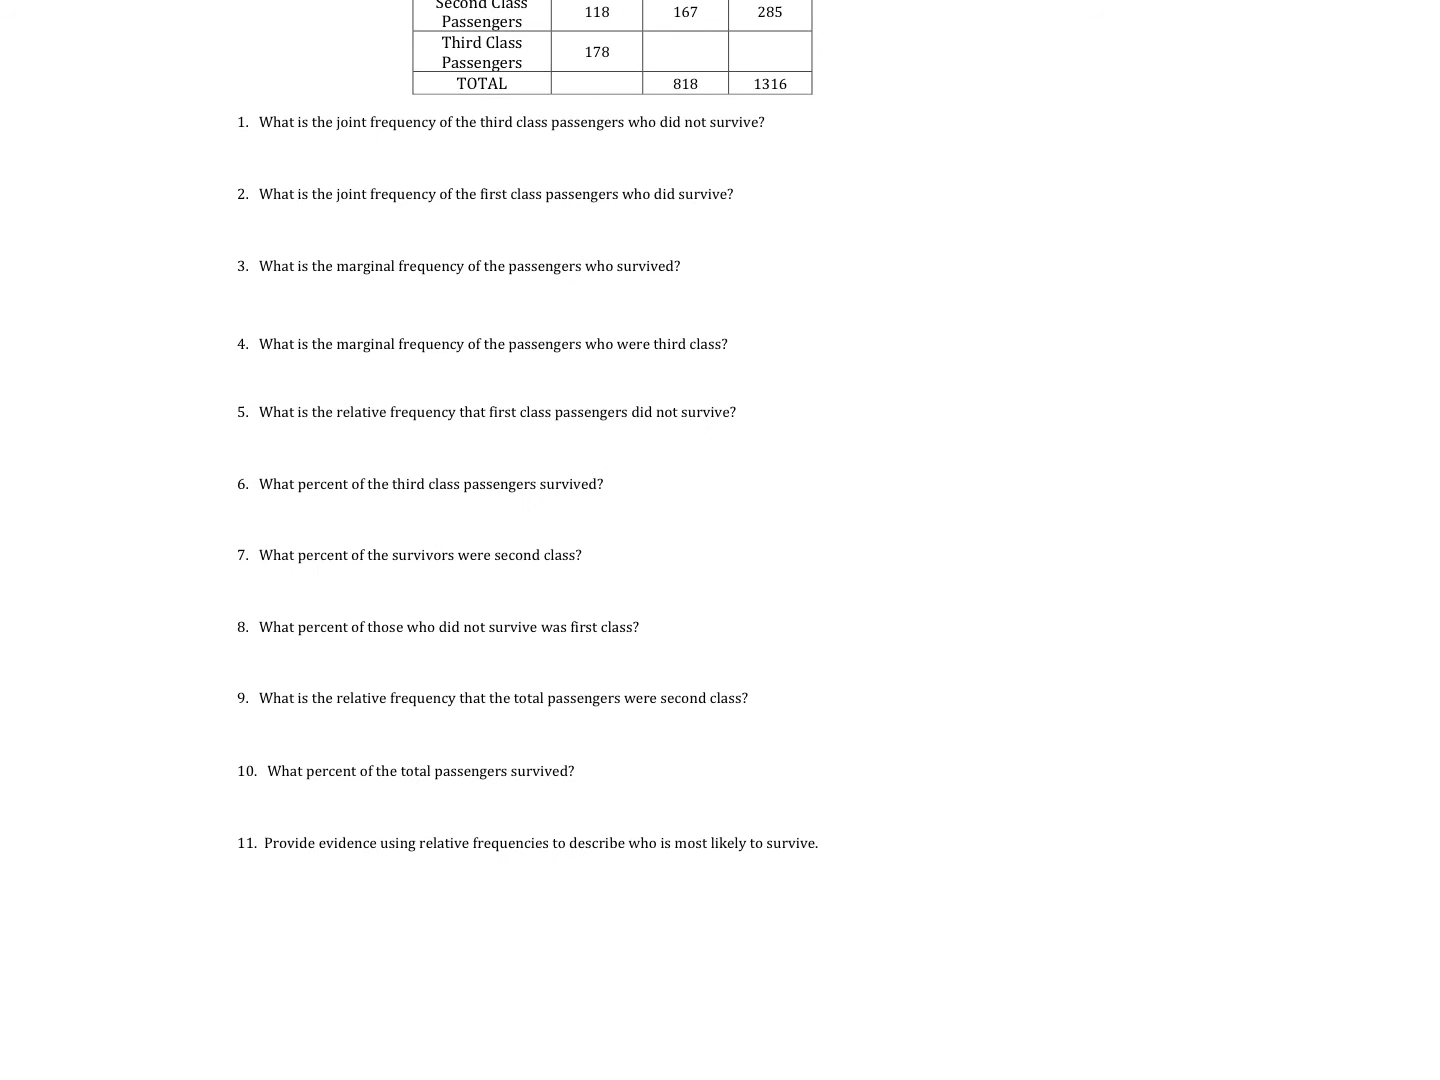 Second Class
Passengers 118 167 285
Third Class
Passengers 178
TOTAL 818 1316
1. What is the joint frequency of the third class passengers who did not survive?
2. What is the joint frequency of the first class passengers who did survive?
3. What is the marginal frequency of the passengers who survived?
4. What is the marginal frequency of the passengers who were third class?
5. What is the relative frequency that first class passengers did not survive?
6. What percent of the third class passengers survived?
7. What percent of the survivors were second class?
8. What percent of those who did not survive was first class?
9. What is the relative frequency that the total passengers were second class?
10. What percent of the total passengers survived?
11. Provide evidence using relative frequencies to describe who is most likely to survive.